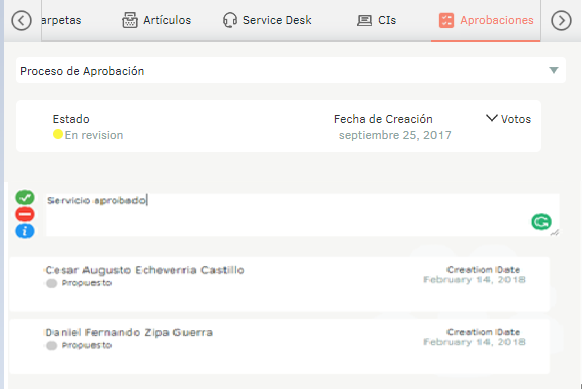 arpetas Artículos Service Desk CIs Aprobaciones
Proceso de Aprobación
Estado Fecha de Creación Votos
En revision septiembre 25, 2017
Servicio aprobado
Cesar Augusto Echeverria Castillo Creation Date
Propuesto February 14, 2018
Daniel Fernando Zipa Guerra Creation Date
Propuesto February 14, 2018